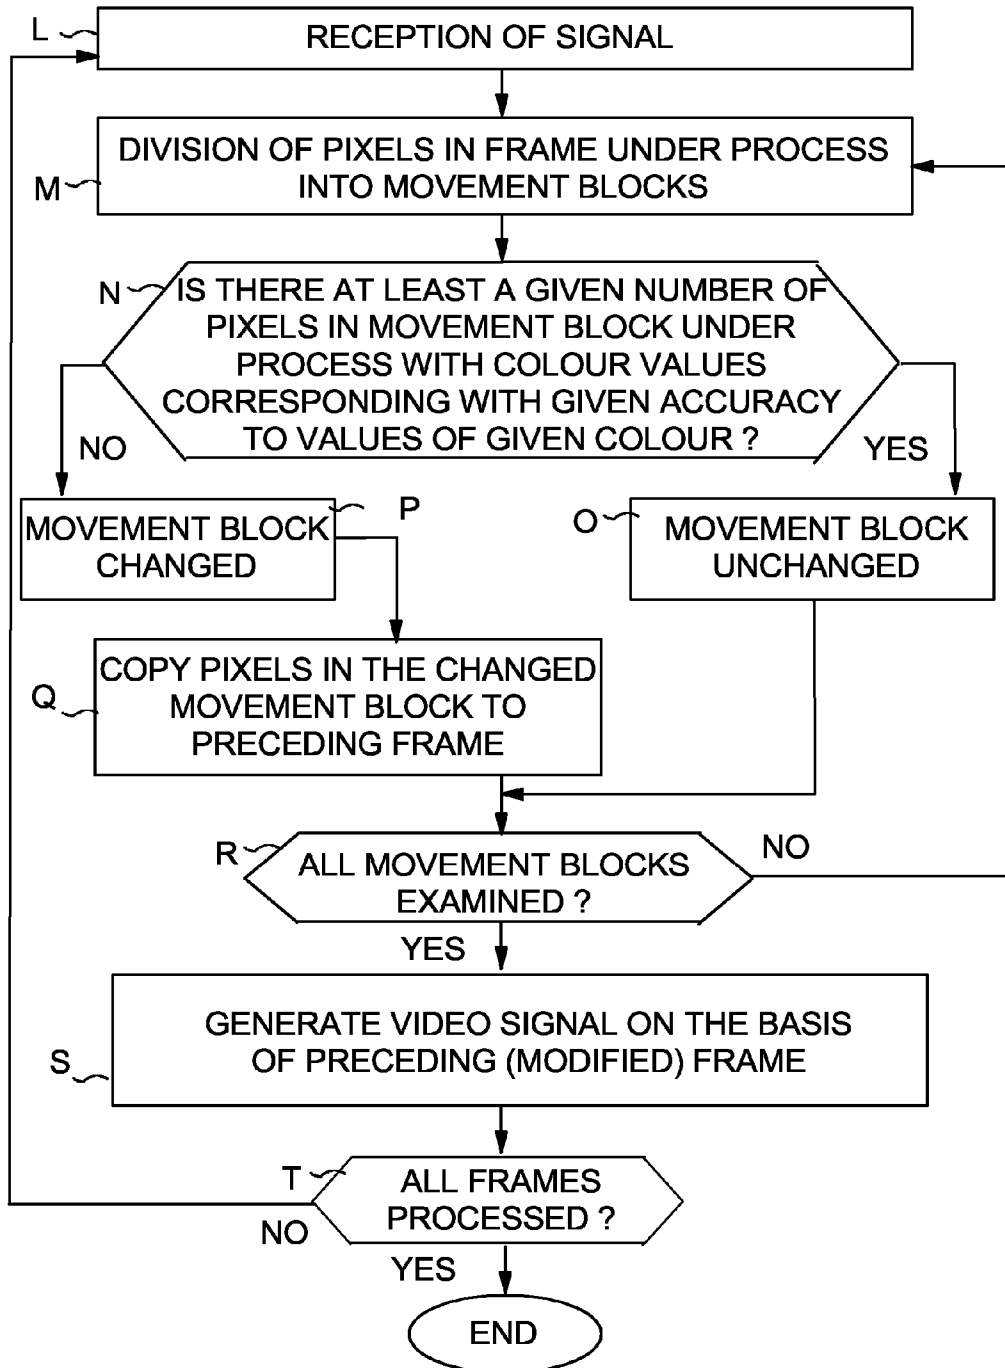 L
RECEPTION OF SIGNAL
DIVISION OF PIXELS IN FRAME UNDER PROCESS
INTO MOVEMENT BLOCKS
M
N
IS THERE AT LEAST A GIVEN NUMBER OF
PIXELS IN MOVEMENT BLOCK UNDER
PROCESS WITH COLOUR VALUES
CORRESPONDING WITH GIVEN ACCURACY
TO VALUES OF GIVEN COLOUR ?
NO
YES
P
MOVEMENT BLOCK
CHANGED
O
MOVEMENT BLOCK
UNCHANGED
Q
COPY PIXELS IN THE CHANGED
MOVEMENT BLOCK TO
PRECEDING FRAME
R
ALL MOVEMENT BLOCKS
EXAMINED ?
NO
YES
S
GENERATE VIDEO SIGNAL ON THE BASIS
OF PRECEDING (MODIFIED) FRAME
T
ALL FRAMES
PROCESSED ?
NO
YES
END